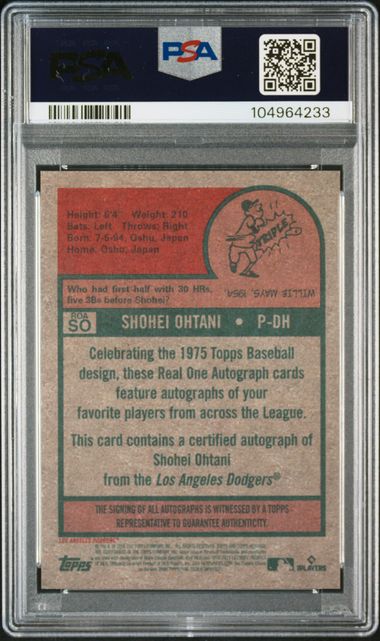 PSA
PSA
104964233
Height: 6'4 Weight: 210
Bats: Left Throws: Right
Born: 7-5-94, Oshu, Japan
Home: Oshu, Japan
TRIPLE
Who had first-half with 30 HRs,
five 3Bs before Shohei?
WILLIE MAYS, 1954
ROA
SO
SHOHEI OHTANI • P-DH
Celebrating the 1975 Topps Baseball
design, these Real One Autograph cards
feature autographs of your
favorite players from across the League.
This card contains a certified autograph of
Shohei Ohtani
from the Los Angeles Dodgers®
THE SIGNING OF ALL AUTOGRAPHS IS WITNESSED BY A TOPPS
REPRESENTATIVE TO GUARANTEE AUTHENTICITY.
LOS ANGELES DODGERS
Topps
PLAYERS